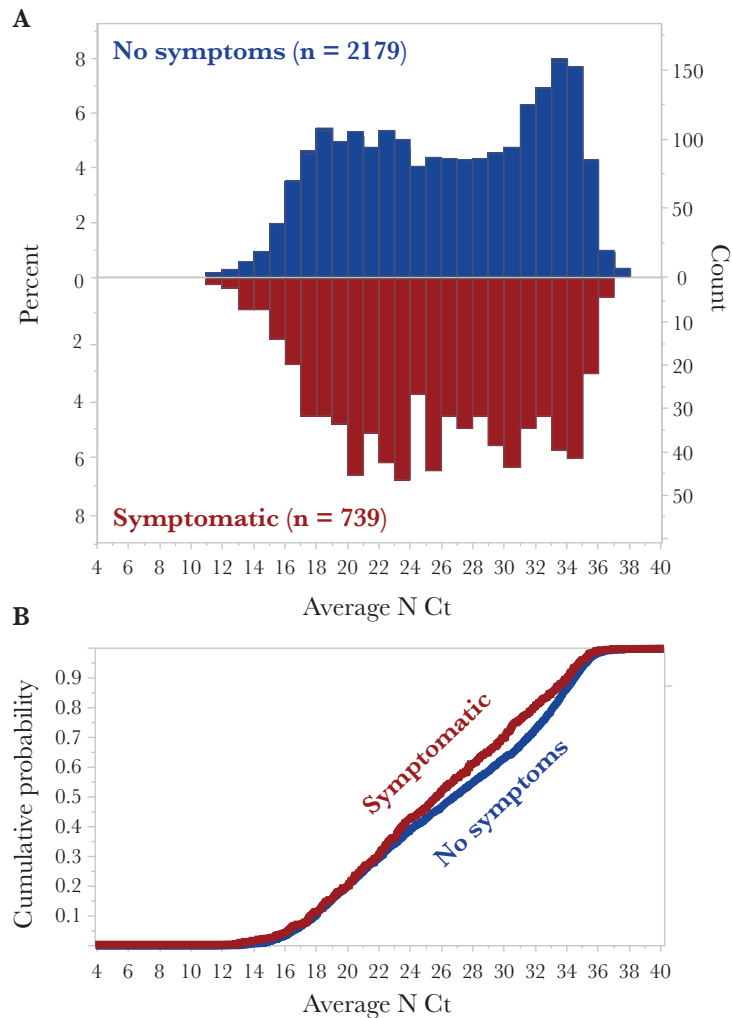 A
No symptoms (n = 2179)
8
6
4
2
0
2
4
6
8
Percent
150
100
50
0
10
20
30
40
50
Count
Symptomatic (n = 739)
4 6 8 10 12 14 16 18 20 22 24 26 28 30 32 34 36 38 40
Average N Ct
B
0.9
0.8
0.7
0.6
0.5
0.4
0.3
0.2
0.1
Cumulative probability
Symptomatic
No symptoms
4 6 8 10 12 14 16 18 20 22 24 26 28 30 32 34 36 38 40
Average N Ct